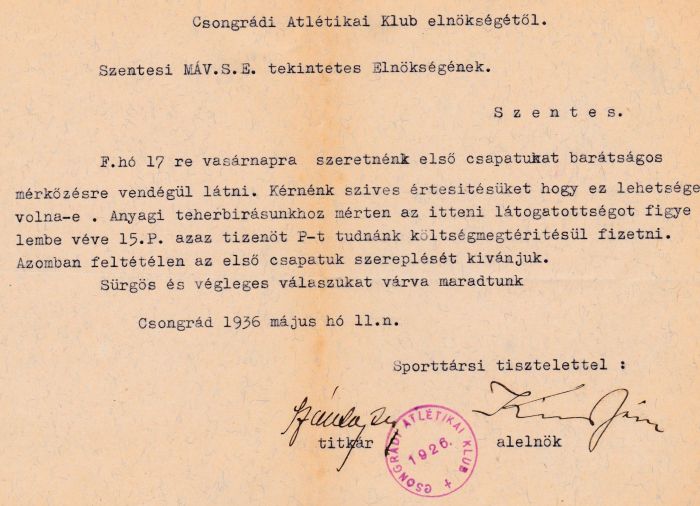 Csongrádi Atlétikai Klub elnökségétől.
Szentesi MÁV.S.E. tekintetes Elnökségének.
S z e n t e s.
F.hó 17 re vasárnapra szeretnénk első csapatukat barátságos
mérkőzésre vendégül látni. Kérnénk szives értesitésüket hogy ez lehetsége
volna-e . Anyagi teherbirásunkhoz mérten az itteni látogatottságot figye
lembe véve 15.P. azaz tizenöt P-t tudnánk költségmegtéritésül fizetni.
Azomban feltétélen az első csapatuk szereplését kivánjuk.
Sürgös és végleges válaszukat várva maradtunk
Csongrád 1936 május hó 11.n.
Sporttársi tisztelettel :
titkár
alelnök
CSONGRÁDI ATLÉTIKAI KLUB +
1926.